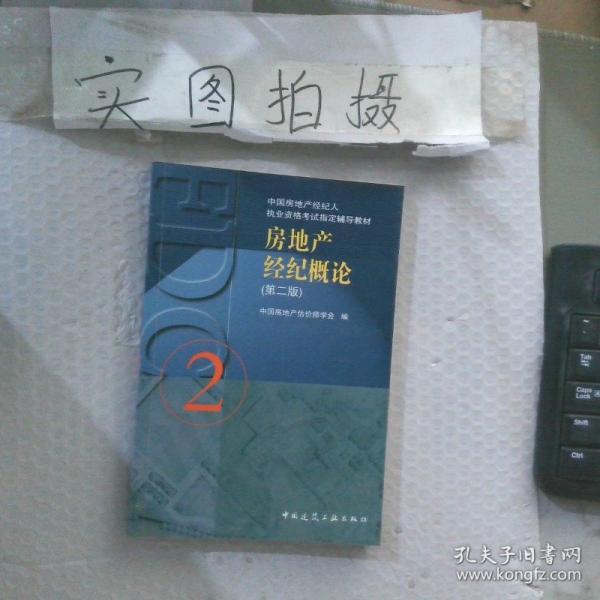 实图拍摄
中国房地产经纪人
执业资格考试指定辅导教材
房地产
经纪概论
(第二版)
中国房地产估价师学会 编
2
中国建筑工业出版社
Tab
Caps
Lock
Shift
Ctrl
孔夫子旧书网
www.kongfz.com